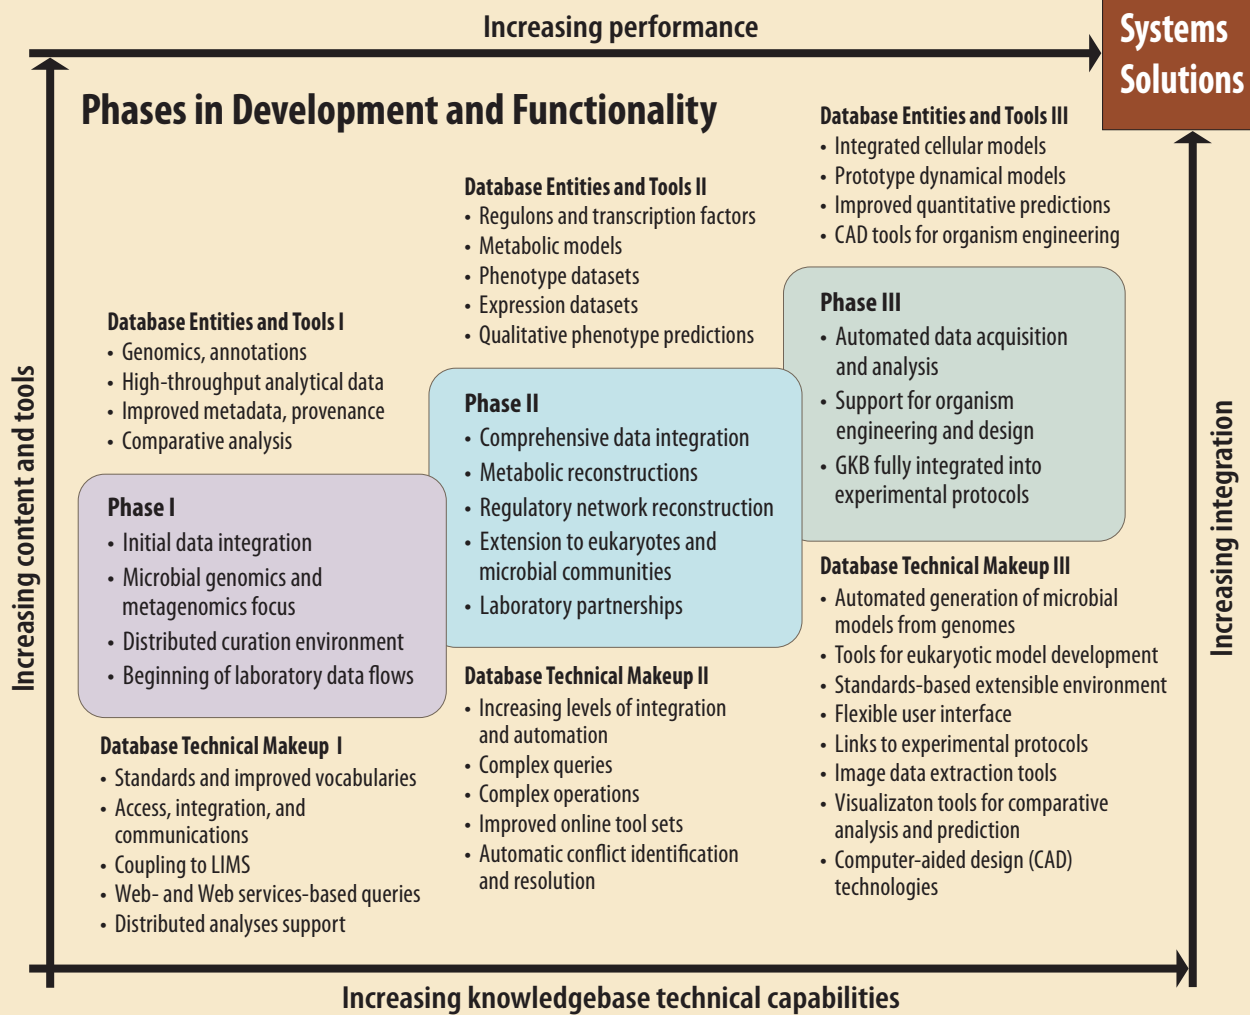 Increasing performance
Systems
Solutions
Phases in Development and Functionality
Increasing content and tools
Database Entities and Tools I
• Genomics, annotations
• High-throughput analytical data
• Improved metadata, provenance
• Comparative analysis
Phase I
• Initial data integration
• Microbial genomics and
metagenomics focus
• Distributed curation environment
• Beginning of laboratory data flows
Database Technical Makeup I
• Standards and improved vocabularies
• Access, integration, and
communications
• Coupling to LIMS
• Web- and Web services-based queries
• Distributed analyses support
Database Entities and Tools II
• Regulons and transcription factors
• Metabolic models
• Phenotype datasets
• Expression datasets
• Qualitative phenotype predictions
Phase II
• Comprehensive data integration
• Metabolic reconstructions
• Regulatory network reconstruction
• Extension to eukaryotes and
microbial communities
• Laboratory partnerships
Database Technical Makeup II
• Increasing levels of integration
and automation
• Complex queries
• Complex operations
• Improved online tool sets
• Automatic conflict identification
and resolution
Database Entities and Tools III
• Integrated cellular models
• Prototype dynamical models
• Improved quantitative predictions
• CAD tools for organism engineering
Phase III
• Automated data acquisition
and analysis
• Support for organism
engineering and design
• GKB fully integrated into
experimental protocols
Database Technical Makeup III
• Automated generation of microbial
models from genomes
• Tools for eukaryotic model development
• Standards-based extensible environment
• Flexible user interface
• Links to experimental protocols
• Image data extraction tools
• Visualizaton tools for comparative
analysis and prediction
• Computer-aided design (CAD)
technologies
Increasing integration
Increasing knowledgebase technical capabilities